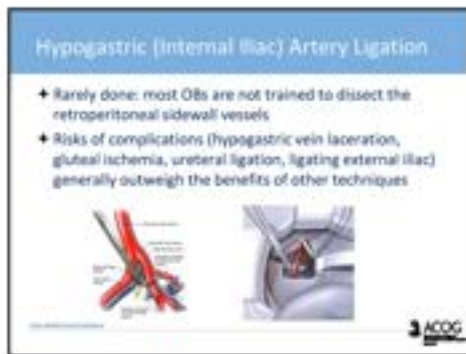 Hypogastric (Internal Iliac) Artery Ligation
✦ Rarely done: most OBs are not trained to dissect the
retroperitoneal sidewall vessels
✦ Risks of complications (hypogastric vein laceration,
gluteal ischemia, ureteral ligation, ligating external iliac)
generally outweigh the benefits of other techniques
ACOG